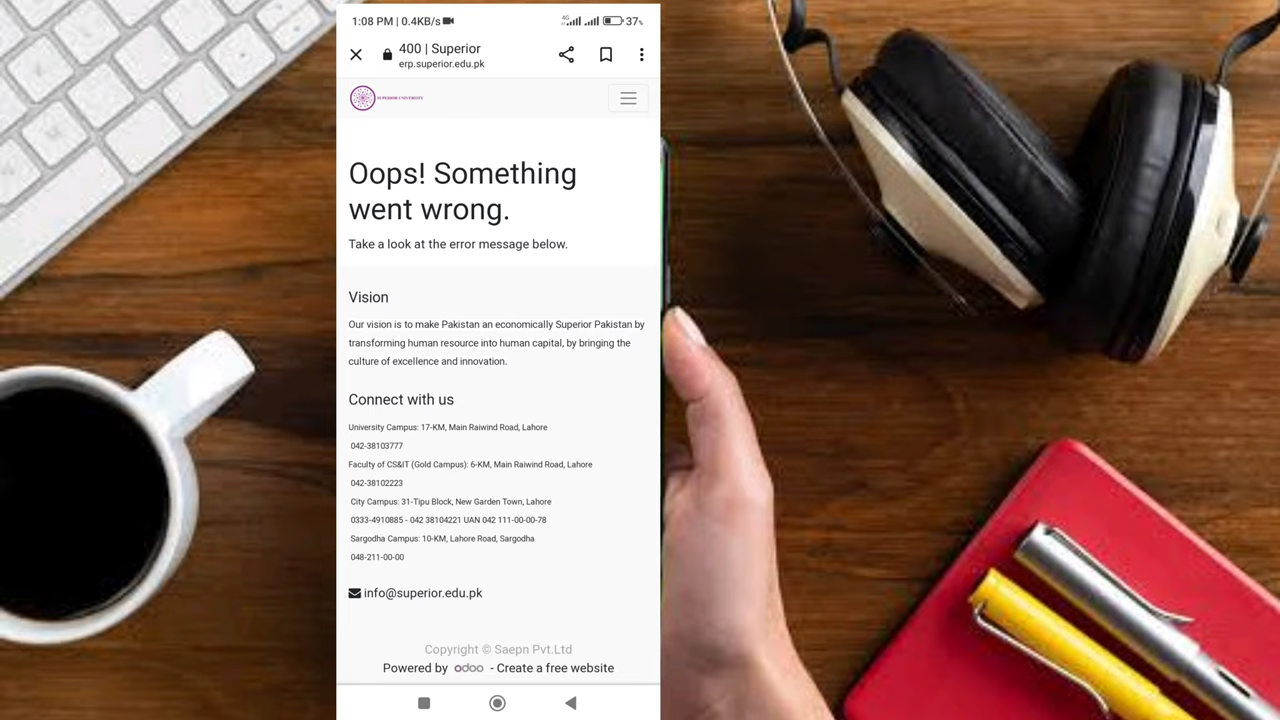 1:08 PM | 0.4KB/s
4G
37%
400 | Superior
erp.superior.edu.pk
SUPERIOR UNIVERSITY
Oops! Something
went wrong.
Take a look at the error message below.
Vision
Our vision is to make Pakistan an economically Superior Pakistan by
transforming human resource into human capital, by bringing the
culture of excellence and innovation.
Connect with us
University Campus: 17-KM, Main Raiwind Road, Lahore
042-38103777
Faculty of CS&IT (Gold Campus): 6-KM, Main Raiwind Road, Lahore
042-38102223
City Campus: 31-Tipu Block, New Garden Town, Lahore
0333-4910885 - 042 38104221 UAN 042 111-00-00-78
Sargodha Campus: 10-KM, Lahore Road, Sargodha
048-211-00-00
info@superior.edu.pk
Copyright © Saepn Pvt.Ltd
Powered by odoo - Create a free website